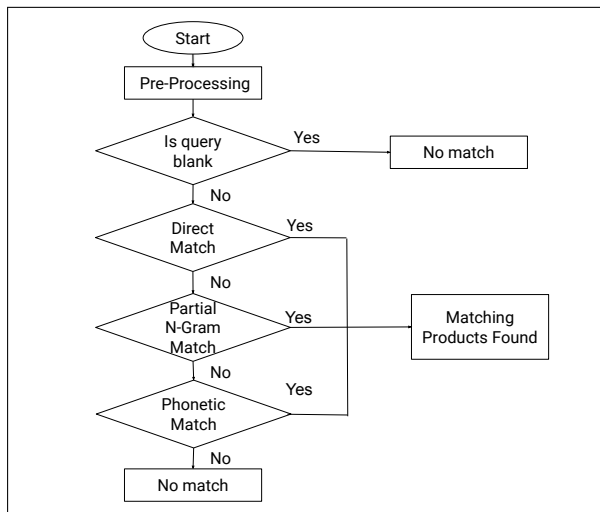 Start
Pre-Processing
Is query
blank
Yes
No match
No
Direct
Match
Yes
No
Partial
N-Gram
Match
Yes
Matching
Products Found
No
Phonetic
Match
Yes
No
No match